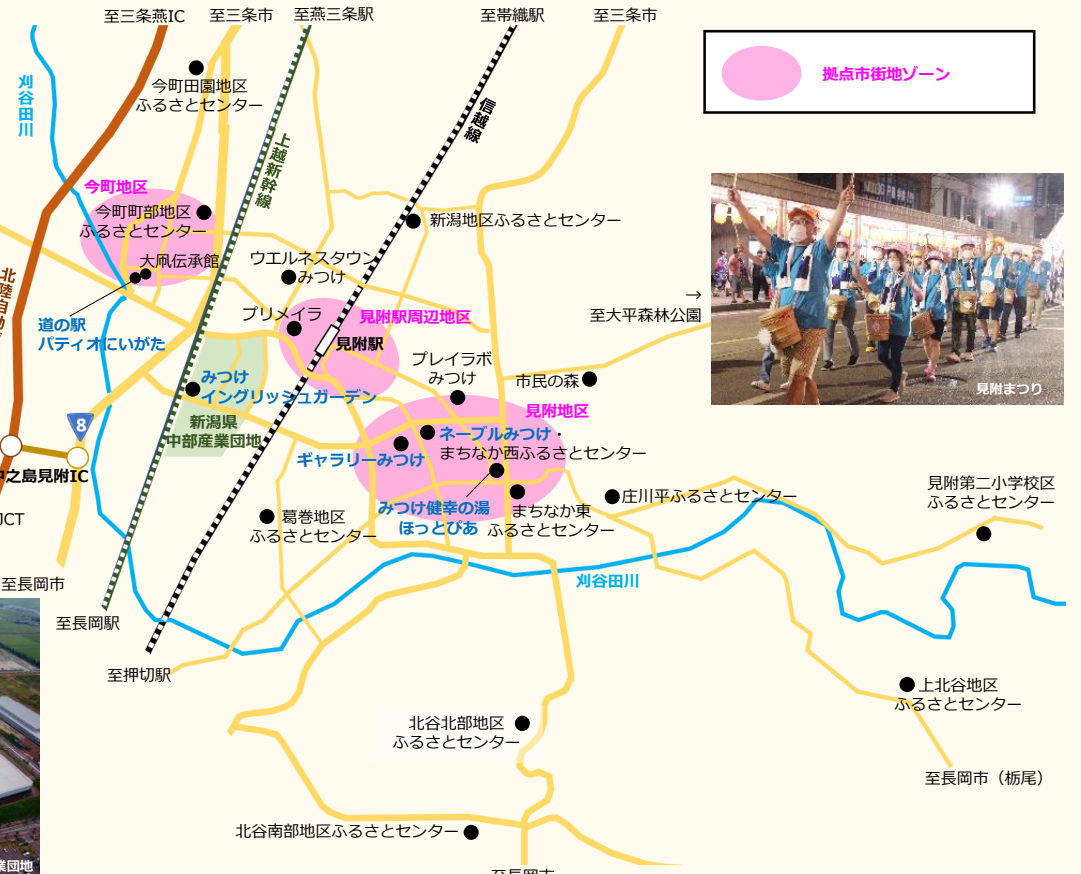 至三条燕IC
至三条市
至燕三条駅
至帯織駅
至三条市
拠点市街地ゾーン
刈谷田川
今町田園地区
ふるさとセンター
信越線
上越新幹線
今町地区
今町町部地区
ふるさとセンター
新潟地区ふるさとセンター
大凧伝承館
ウエルネスタウン
みつけ
北陸自動
→
至大平森林公園
プリメイラ
見附駅周辺地区
道の駅
パティオにいがた
見附駅
プレイラボ
みつけ
市民の森
見附まつり
みつけ
イングリッシュガーデン
見附地区
新潟県
中部産業団地
8
ネーブルみつけ・
まちなか西ふるさとセンター
ギャラリーみつけ
中之島見附IC
見附第二小学校区
ふるさとセンター
庄川平ふるさとセンター
みつけ健幸の湯
ほっとぴあ
まちなか東
ふるさとセンター
JCT
葛巻地区
ふるさとセンター
至長岡市
刈谷田川
至長岡駅
至押切駅
上北谷地区
ふるさとセンター
北谷北部地区
ふるさとセンター
至長岡市（栃尾）
北谷南部地区ふるさとセンター
業団地
至長岡市